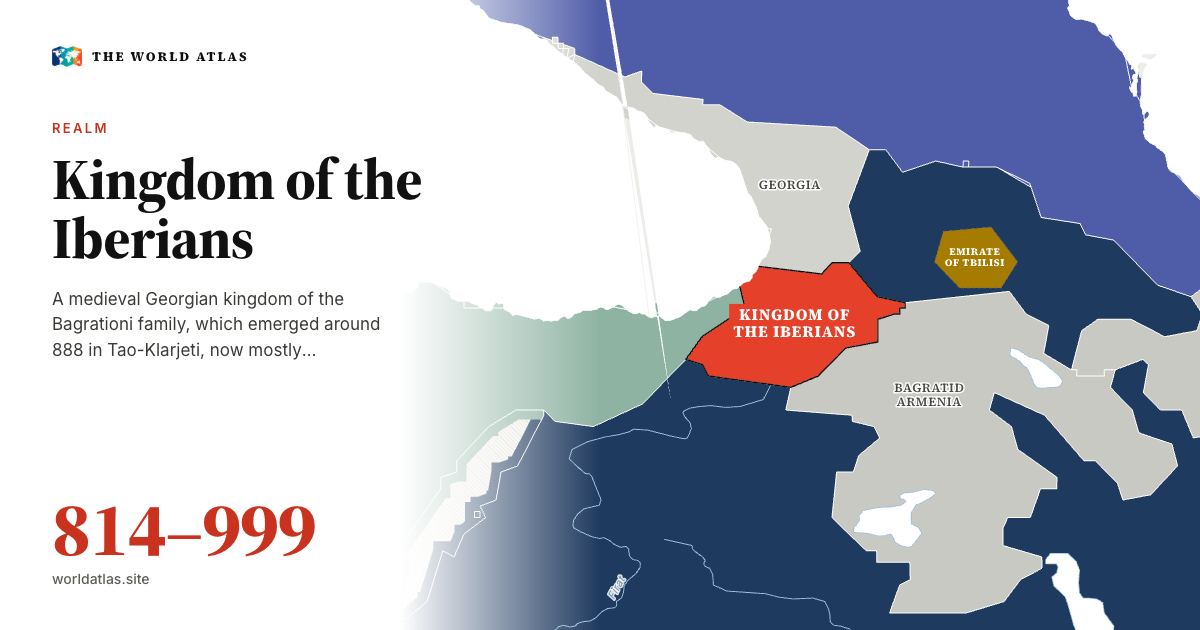 THE WORLD ATLAS
REALM
Kingdom of the
Iberians
A medieval Georgian kingdom of the
Bagrationi family, which emerged around
888 in Tao-Klarjeti, now mostly...
814–999
worldatlas.site
GEORGIA
EMIRATE
OF TBILISI
KINGDOM OF
THE IBERIANS
BAGRATID
ARMENIA
Fırat